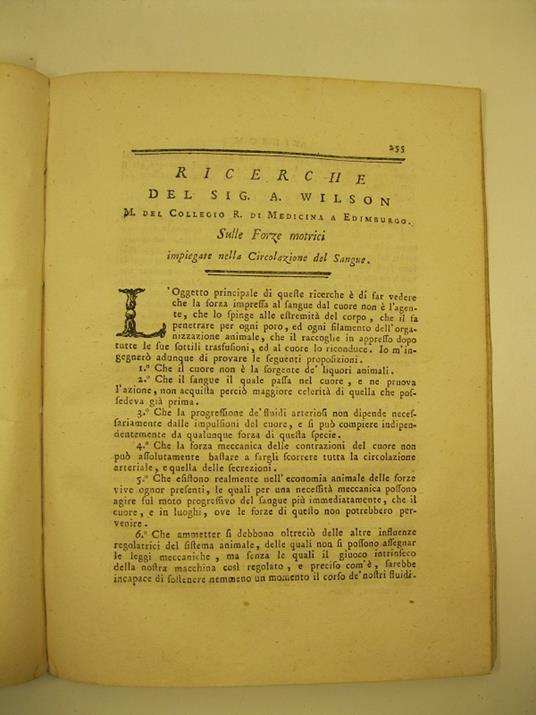 255
RICERCHE
DEL SIG. A. WILSON
M. DEL COLLEGIO R. DI MEDICINA A EDIMBURGO.
Sulle Forze motrici
impiegate nella Circolazione del Sangue.
L'Oggetto principale di queſte ricerche è di far vedere
che la forza impreſſa al ſangue dal cuore non è l'agen-
te, che lo ſpinge alle eſtremità del corpo, che il fa
penetrare per ogni poro, ed ogni filamento dell'orga-
nizzazione animale, che il raccoglie in appreſſo dopo
tutte le ſue ſottili traſfuſioni, ed al cuore lo riconduce. Io m'in-
gegnerò adunque di provare le ſeguenti propoſizioni.
1.° Che il cuore non è la ſorgente de' liquori animali.
2.° Che il ſangue il quale paſſa nel cuore, e ne pruova
l'azione, non acquiſta perciò maggiore celerità di quella che poſ-
ſedeva già prima.
3.° Che la progreſſione de' fluidi arterioſi non dipende neceſ-
ſariamente dalle impulſioni del cuore, e ſi può compiere indipen-
dentemente da qualunque forza di queſta ſpecie.
4.° Che la forza meccanica delle contrazioni del cuore non
può aſſolutamente baſtare a fargli ſcorrere tutta la circolazione
arteriale, e quella delle ſecrezioni.
5.° Che eſiſtono realmente nell'economia animale delle forze
vive ognor preſenti, le quali per una neceſſità meccanica poſſono
agire ſul moto progreſſivo del ſangue più immediatamente, che il
cuore, e in luoghi, ove le forze di queſto non potrebbero per-
venire.
6.° Che ammetter ſi debbono oltreciò delle altre influenze
regolatrici del ſiſtema animale, delle quali non ſi poſſono aſſegnar
le leggi meccaniche, ma ſenza le quali il giuoco intrinſeco
della noſtra macchina così regolato, e preciſo com'è, ſarebbe
incapace di ſoſtenere nemmeno un momento il corſo de' noſtri fluidi.